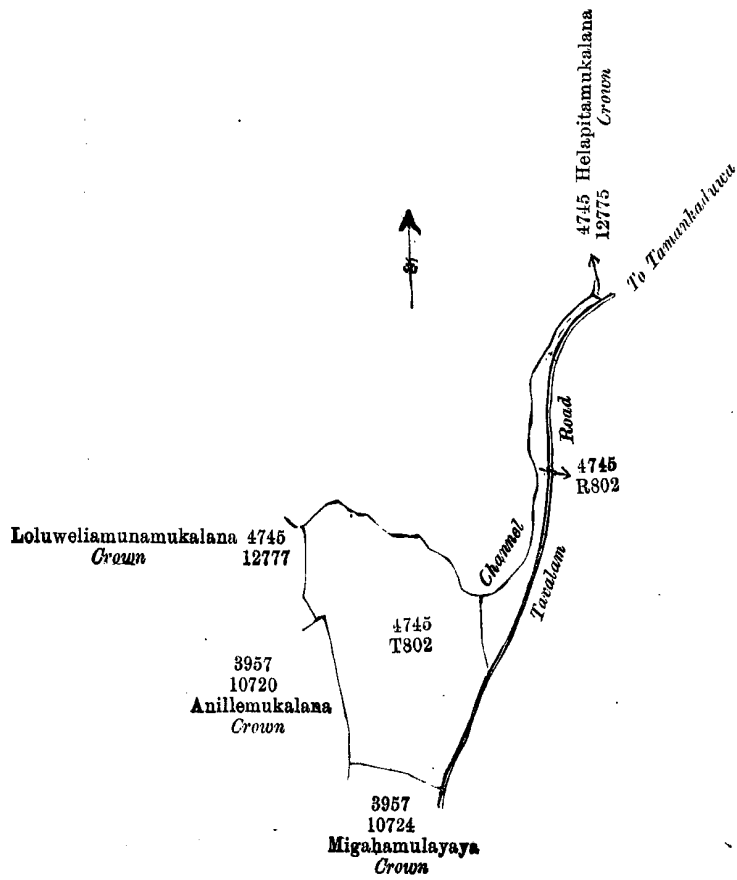 4745 Helapitamukalana
12775 Crown
To Tamankaduwa
Road
4745
R802
Channel
Tavalam
Loluweliamunamukalana 4745
Crown 12777
4745
T802
3957
10720
Anillemukalana
Crown
3957
10724
Migahamulayaya
Crown